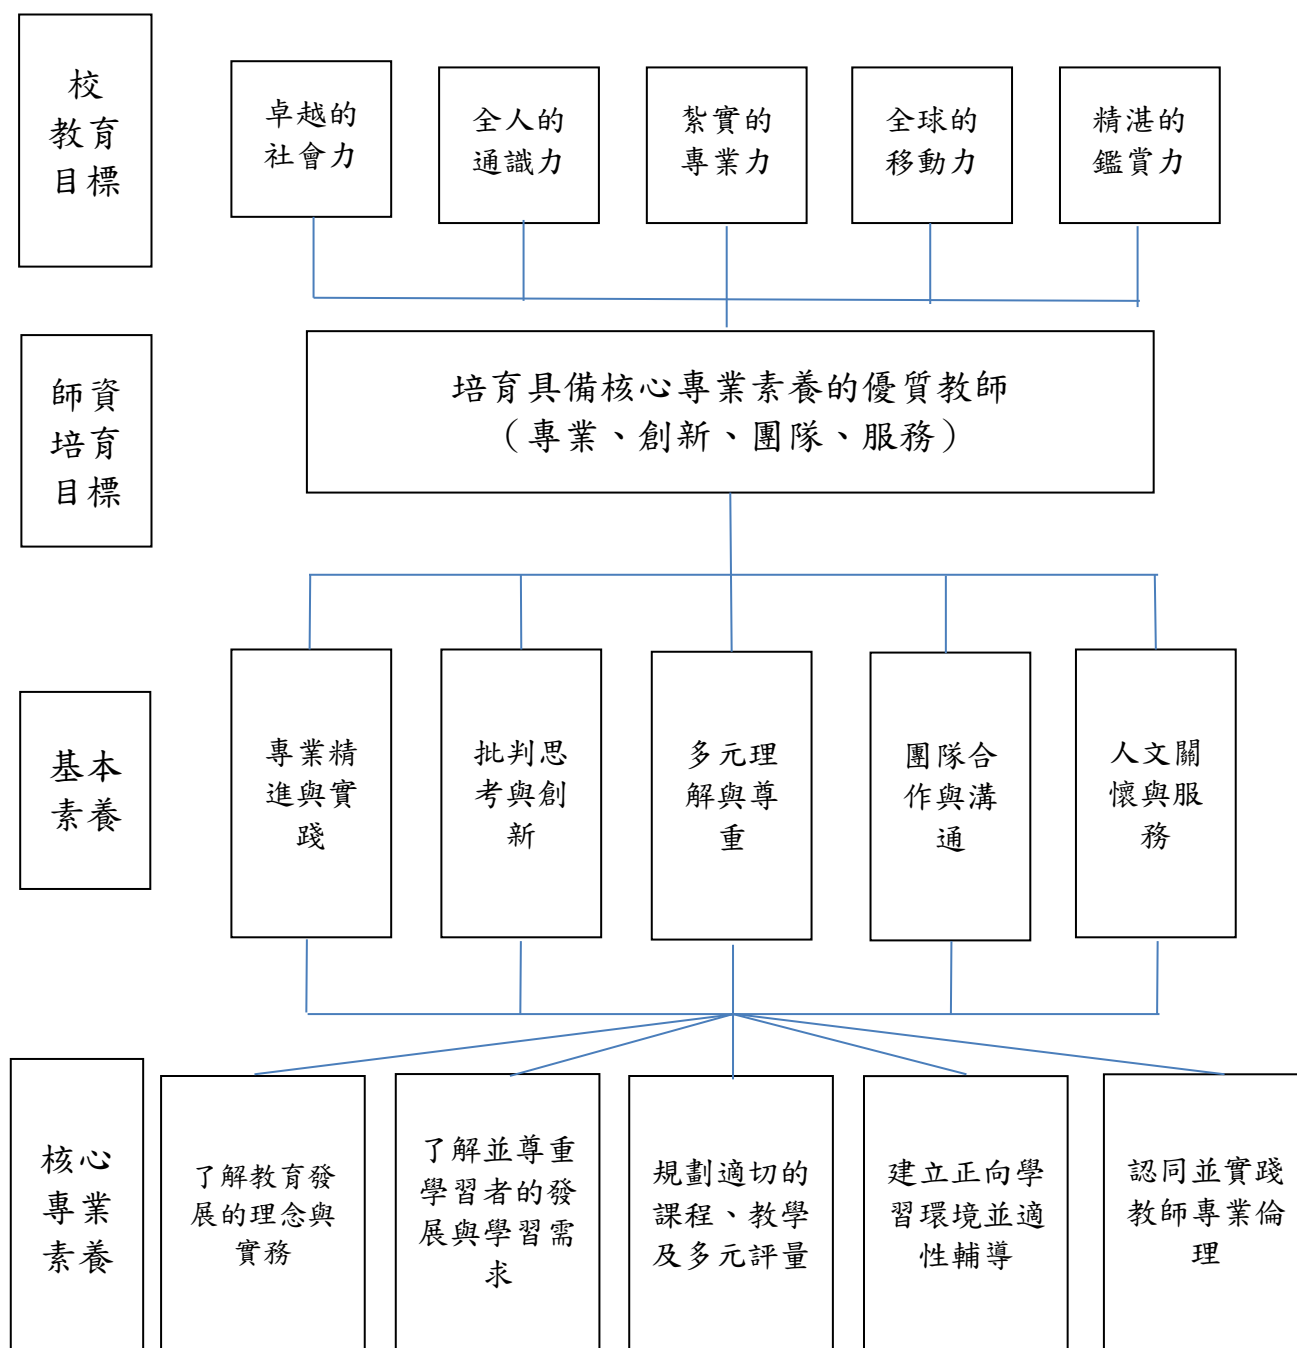 校
教育
目標
卓越的
社會力
全人的
通識力
紮實的
專業力
全球的
移動力
精湛的
鑑賞力
師資
培育
目標
培育具備核心專業素養的優質教師
（專業、創新、團隊、服務）
基本
素養
專業精
進與實
踐
批判思
考與創
新
多元理
解與尊
重
團隊合
作與溝
通
人文關
懷與服
務
核心
專業
素養
了解教育發
展的理念與
實務
了解並尊重
學習者的發
展與學習需
求
規劃適切的
課程、教學
及多元評量
建立正向學
習環境並適
性輔導
認同並實踐
教師專業倫
理